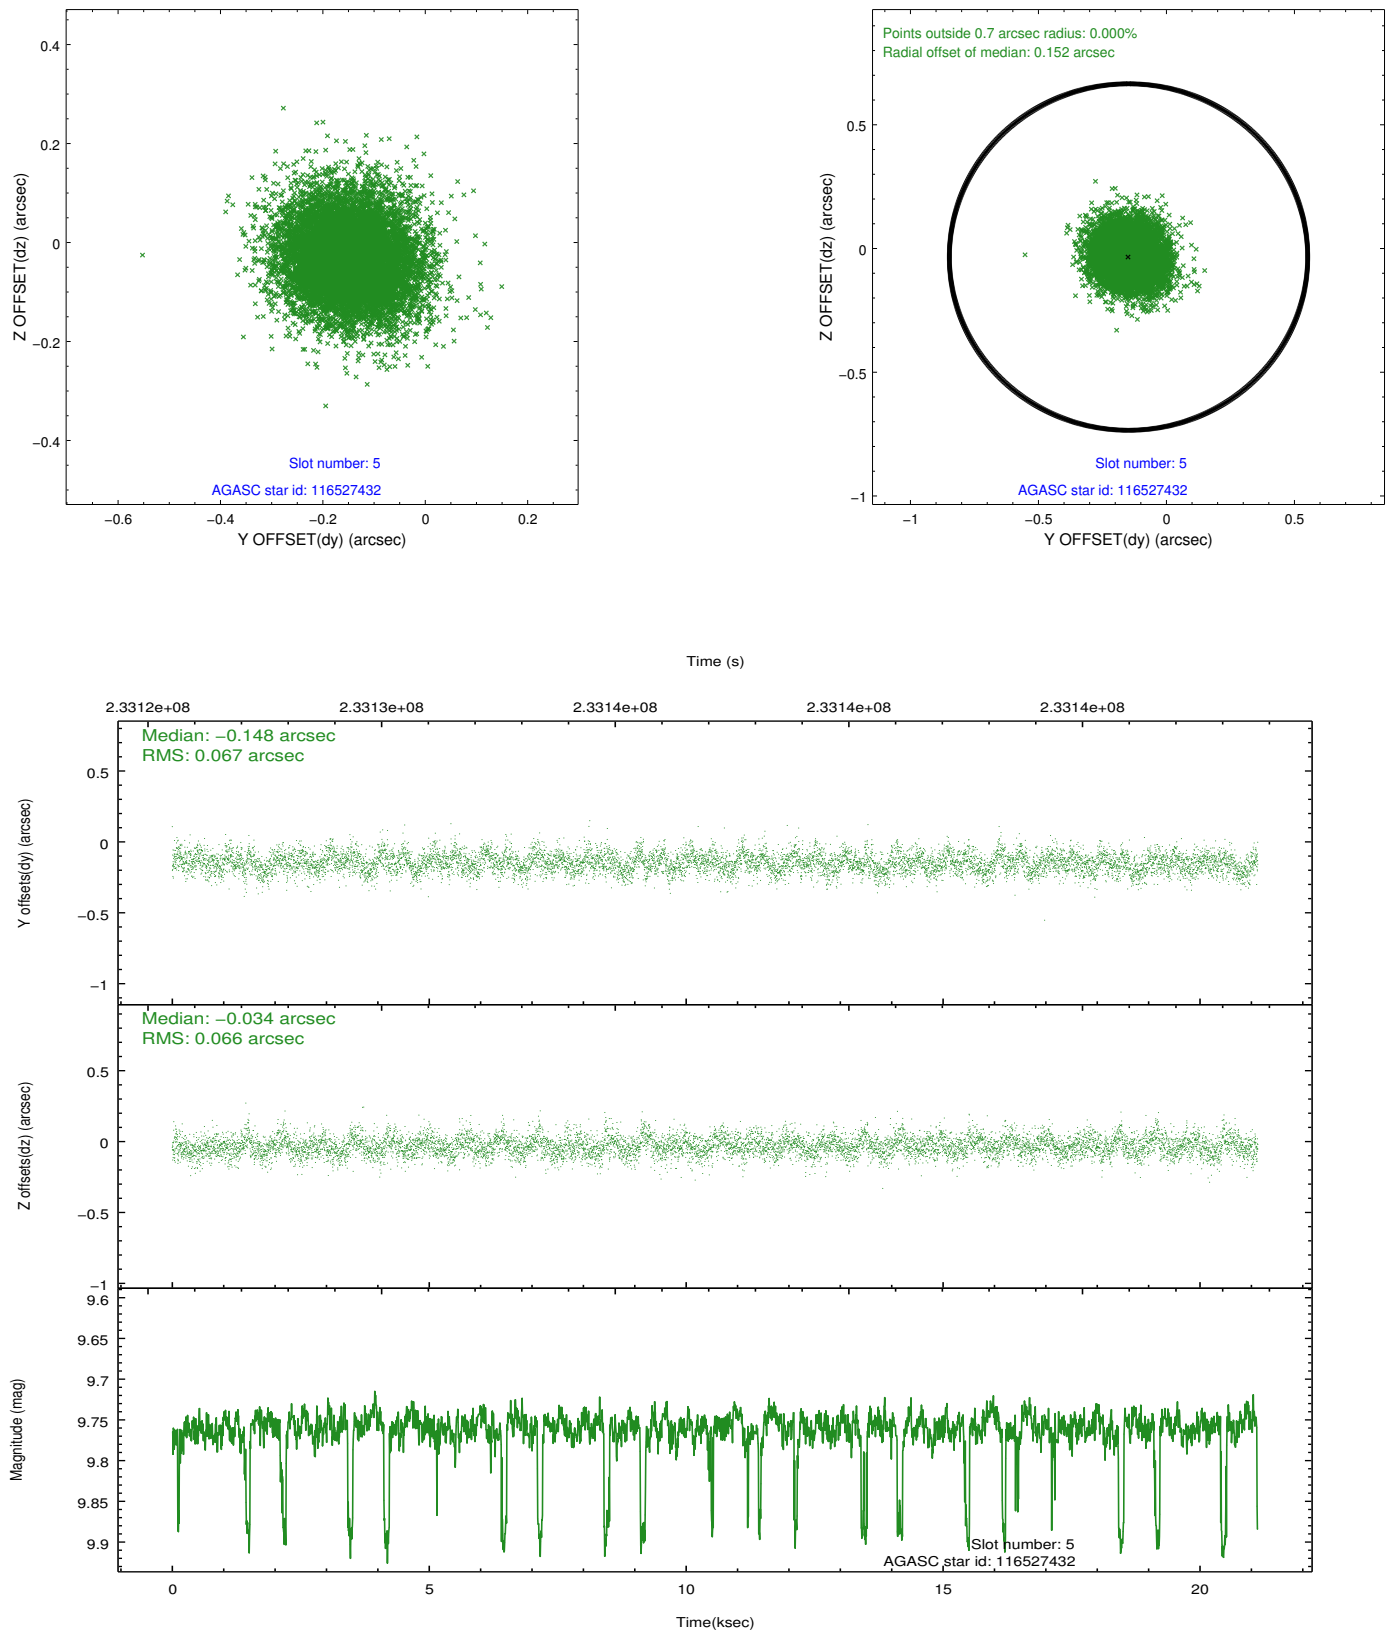 0.4
0.2
0
−0.2
−0.4
Z OFFSET(dz) (arcsec)
Slot number: 5
AGASC star id: 116527432
−0.6
−0.4
−0.2
0
0.2
Y OFFSET(dy) (arcsec)
Points outside 0.7 arcsec radius: 0.000%
Radial offset of median: 0.152 arcsec
0.5
0
−0.5
−1
Z OFFSET(dz) (arcsec)
Slot number: 5
AGASC star id: 116527432
−1
−0.5
0
0.5
Y OFFSET(dy) (arcsec)
Time (s)
2.3312e+08
2.3313e+08
2.3314e+08
2.3314e+08
2.3314e+08
Median: −0.148 arcsec
RMS: 0.067 arcsec
0.5
0
−0.5
−1
Y offsets(dy) (arcsec)
Median: −0.034 arcsec
RMS: 0.066 arcsec
0.5
0
−0.5
−1
Z offsets(dz) (arcsec)
9.6
9.65
9.7
9.75
9.8
9.85
9.9
Magnitude (mag)
Slot number: 5
AGASC star id: 116527432
0
5
10
15
20
Time(ksec)